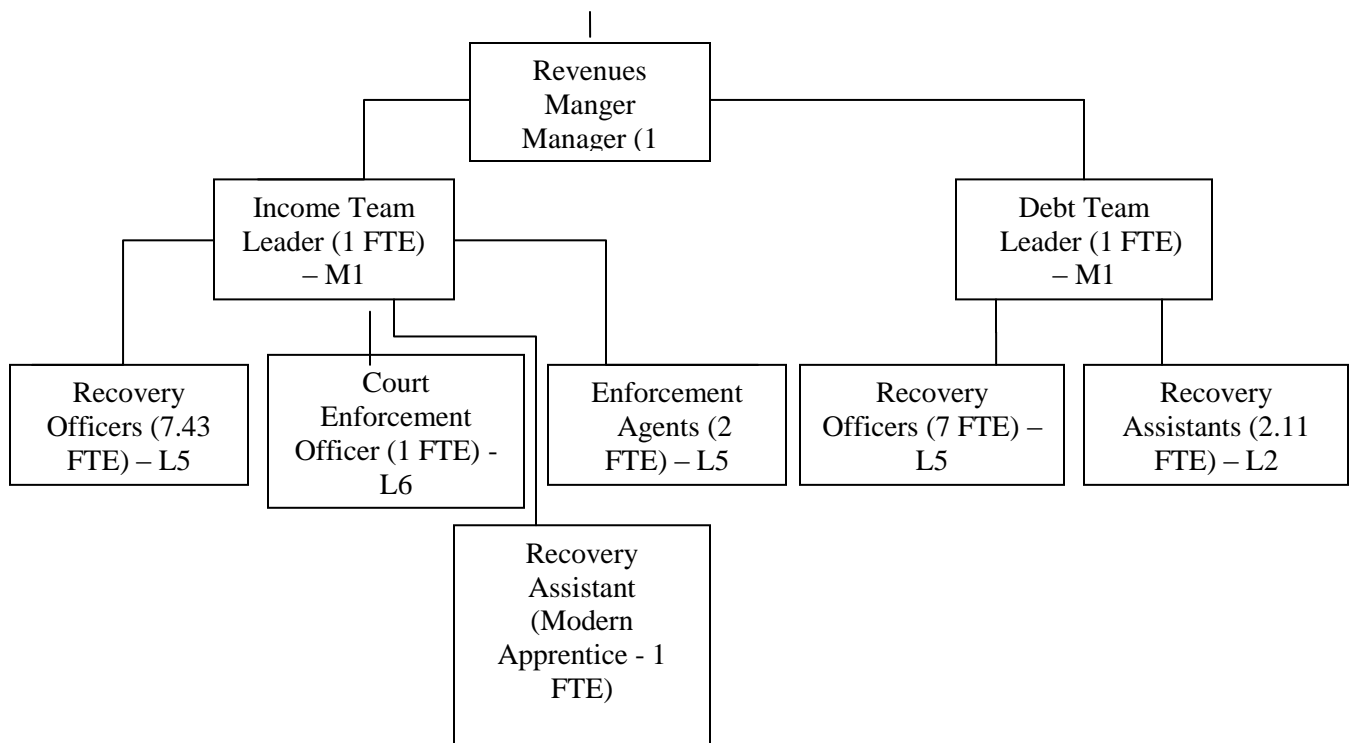 Revenues
Manger
Manager (1
Income Team
Leader (1 FTE)
– M1
Debt Team
Leader (1 FTE)
– M1
Recovery
Officers (7.43
FTE) – L5
Court
Enforcement
Officer (1 FTE) -
L6
Enforcement
Agents (2
FTE) – L5
Recovery
Officers (7 FTE) –
L5
Recovery
Assistants (2.11
FTE) – L2
Recovery
Assistant
(Modern
Apprentice - 1
FTE)